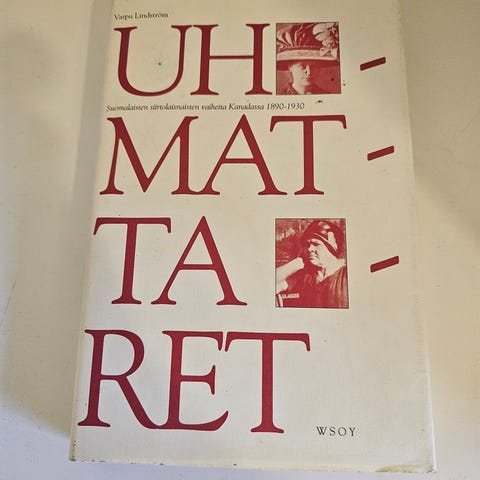 Varpu Lindström
UH-
Suomalaisten siirtolaisnaisten vaiheita Kanadassa 1890-1930
MAT-
TA-
RET
WSOY